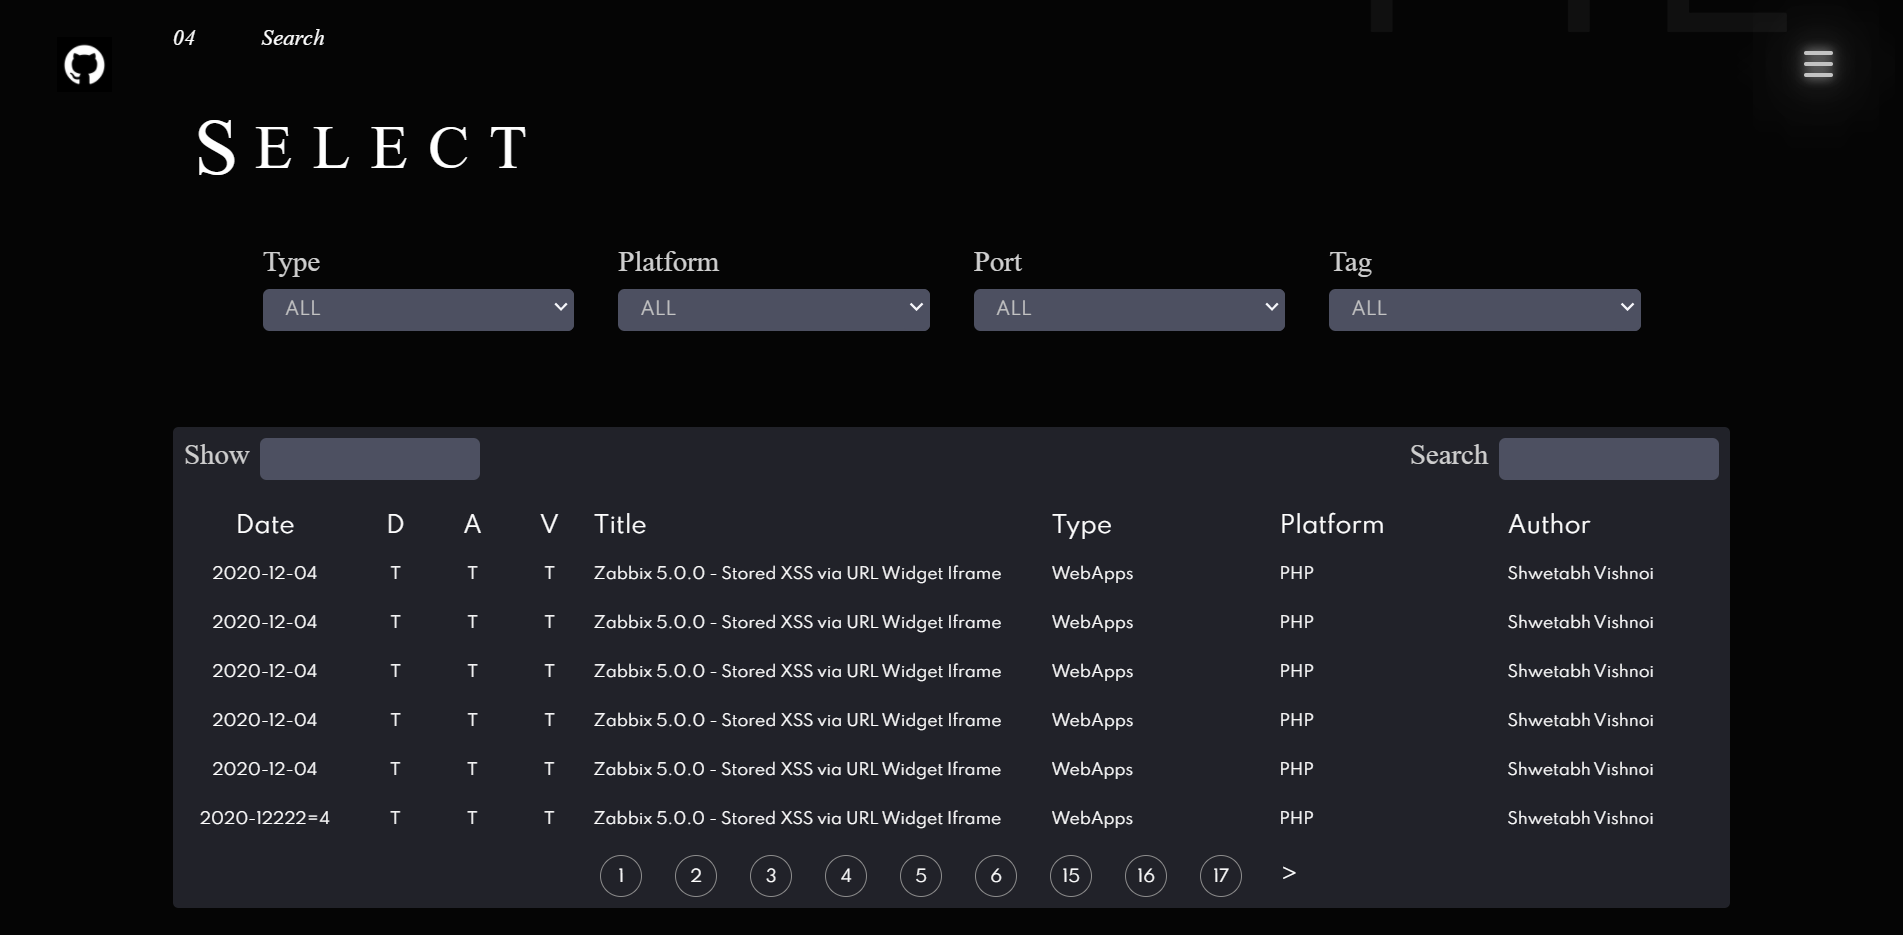 04 Search
SELECT
Type Platform Port Tag
ALL ALL ALL ALL
Show Search
Date D A V Title Type Platform Author
2020-12-04 T T T Zabbix 5.0.0 - Stored XSS via URL Widget Iframe WebApps PHP Shwetabh Vishnoi
2020-12-04 T T T Zabbix 5.0.0 - Stored XSS via URL Widget Iframe WebApps PHP Shwetabh Vishnoi
2020-12-04 T T T Zabbix 5.0.0 - Stored XSS via URL Widget Iframe WebApps PHP Shwetabh Vishnoi
2020-12-04 T T T Zabbix 5.0.0 - Stored XSS via URL Widget Iframe WebApps PHP Shwetabh Vishnoi
2020-12-04 T T T Zabbix 5.0.0 - Stored XSS via URL Widget Iframe WebApps PHP Shwetabh Vishnoi
2020-12222=4 T T T Zabbix 5.0.0 - Stored XSS via URL Widget Iframe WebApps PHP Shwetabh Vishnoi
1 2 3 4 5 6 15 16 17 >